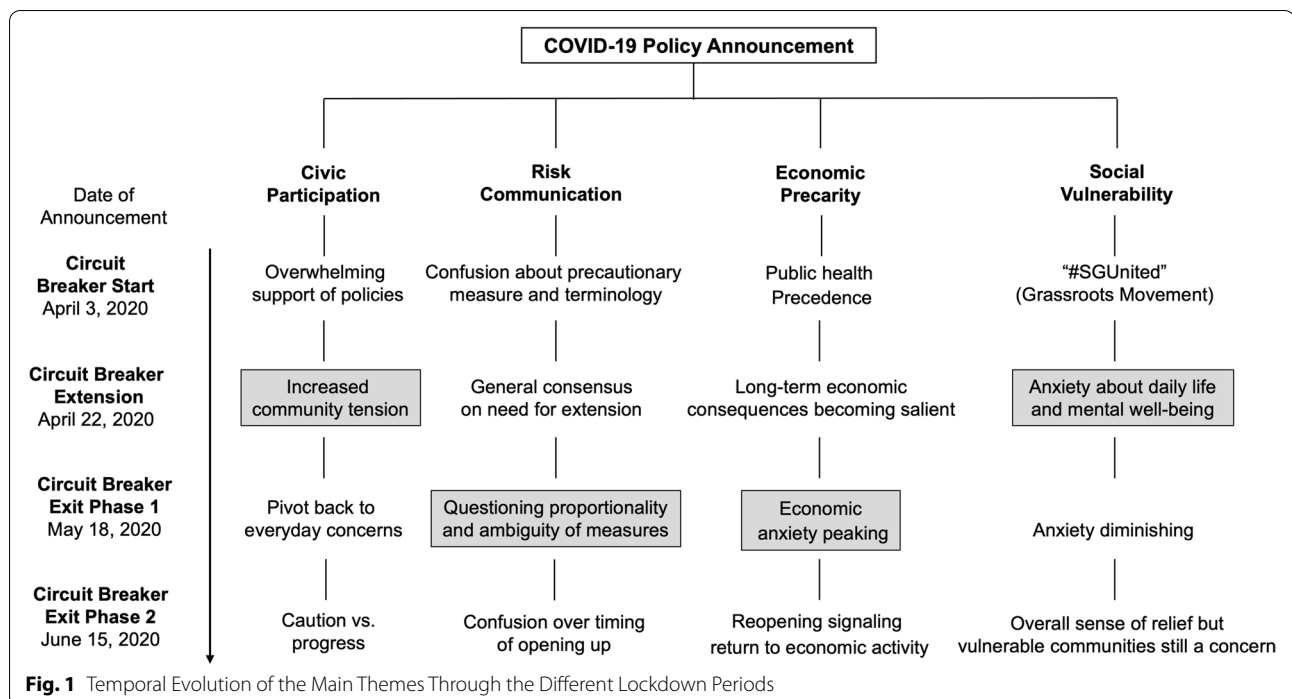 COVID-19 Policy Announcement
Civic
Participation
Risk
Communication
Economic
Precarity
Social
Vulnerability
Date of
Announcement
Circuit
Breaker Start
April 3, 2020
Overwhelming
support of policies
Confusion about precautionary
measure and terminology
Public health
Precedence
“#SGUnited”
(Grassroots Movement)
Circuit Breaker
Extension
April 22, 2020
Increased
community tension
General consensus
on need for extension
Long-term economic
consequences becoming salient
Anxiety about daily life
and mental well-being
Circuit Breaker
Exit Phase 1
May 18, 2020
Pivot back to
everyday concerns
Questioning proportionality
and ambiguity of measures
Economic
anxiety peaking
Anxiety diminishing
Circuit Breaker
Exit Phase 2
June 15, 2020
Caution vs.
progress
Confusion over timing
of opening up
Reopening signaling
return to economic activity
Overall sense of relief but
vulnerable communities still a concern
Fig. 1 Temporal Evolution of the Main Themes Through the Different Lockdown Periods